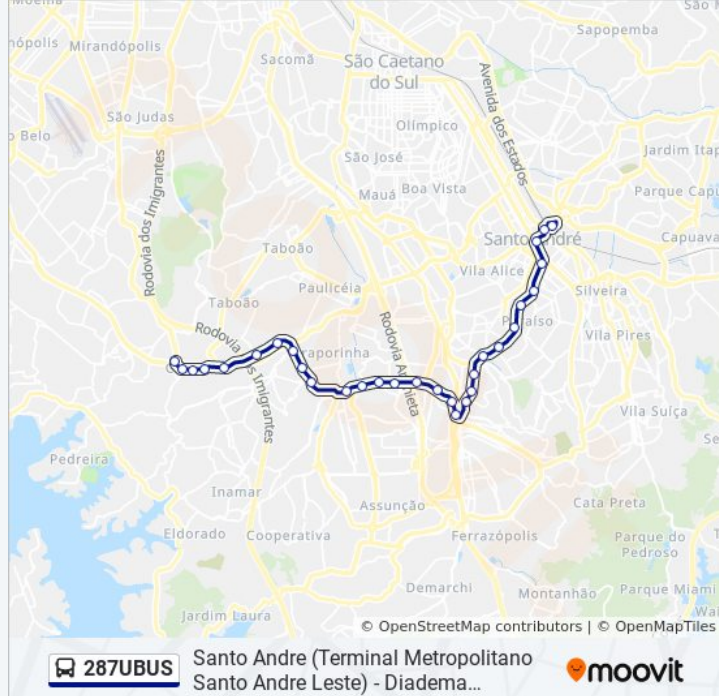 Moema
nópolis
Mirandópolis
Sacomã
Sapopemba
São M
São Caetano
do Sul
Avenida dos Estados
São Judas
o Belo
Olímpico
Rodovia dos Imigrantes
São José
Jardim Itap
Mauá
Boa Vista
Parque Capu
Santo André
Capuava
Taboão
Vila Alice
Paulicéia
Silveira
Taboão
Rodovia dos Imigrantes
Rodovia Anchieta
Paraíso
Vila Pires
raporinha
Vila Suíça
Pedreira
Se
Inamar
Assunção
Cata Preta
Eldorado
Cooperativa
Ferrazópolis
Parque do
Pedroso
T
Demarchi
Montanhão
Parque Miami
Jardim Laura
Wai
© OpenStreetMap contributors | © OpenMapTiles
287UBUS
Santo Andre (Terminal Metropolitano
Santo Andre Leste) - Diadema...
moovit